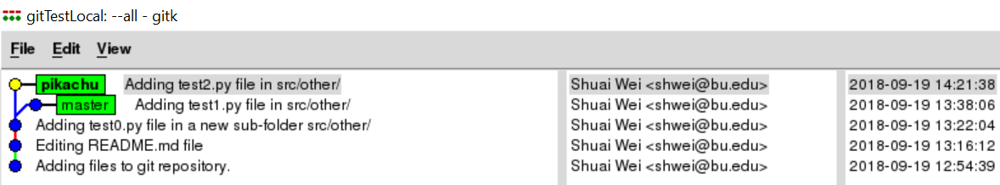 gitTestLocal: --all - gitk
File Edit View
pikachu Adding test2.py file in src/other/ Shuai Wei <shwei@bu.edu> 2018-09-19 14:21:38
master Adding test1.py file in src/other/ Shuai Wei <shwei@bu.edu> 2018-09-19 13:38:06
Adding test0.py file in a new sub-folder src/other/ Shuai Wei <shwei@bu.edu> 2018-09-19 13:22:04
Editing README.md file Shuai Wei <shwei@bu.edu> 2018-09-19 13:16:12
Adding files to git repository. Shuai Wei <shwei@bu.edu> 2018-09-19 12:54:39